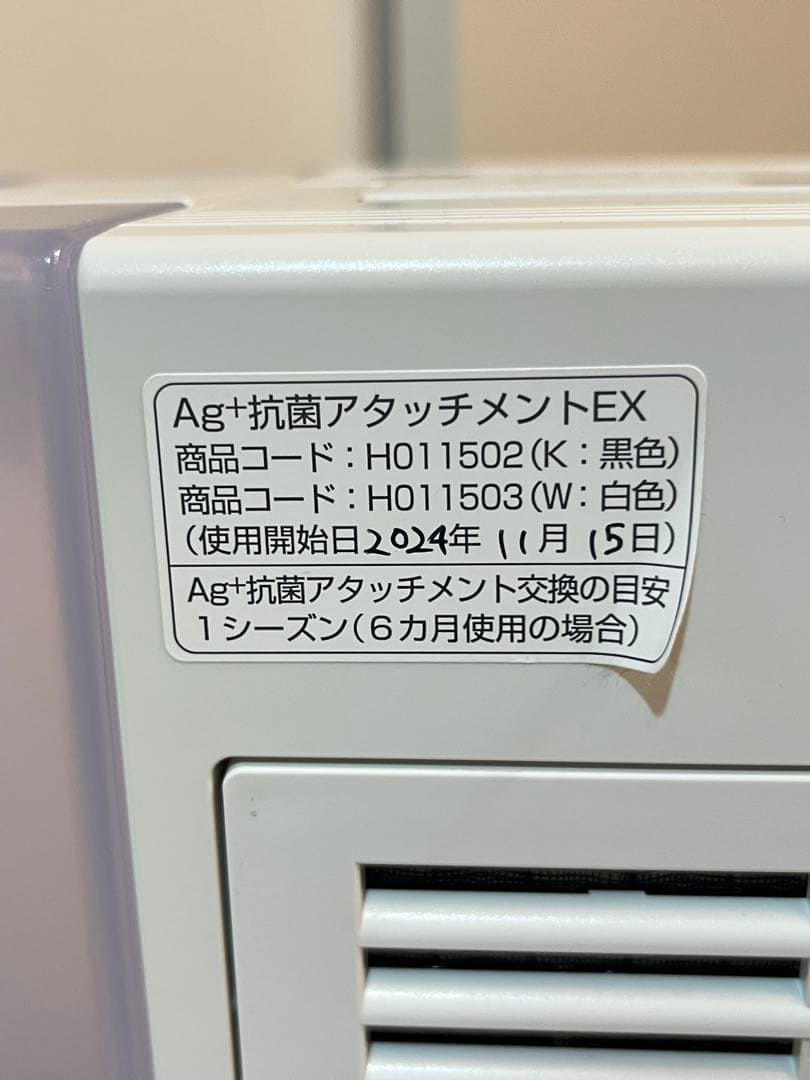 Ag⁺抗菌アタッチメントEX
商品コード：H011502(K：黒色)
商品コード：H011503(W：白色)
(使用開始日2024年 11月 15日)
Ag⁺抗菌アタッチメント交換の目安
1シーズン(6カ月使用の場合)